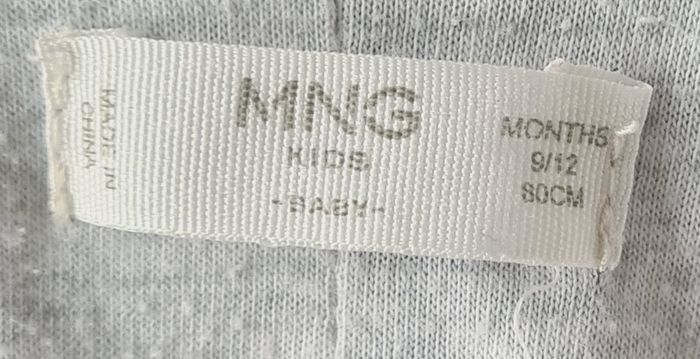 MADE IN
CHINA
MNG
KIDS
-BABY-
MONTHS
9/12
80CM